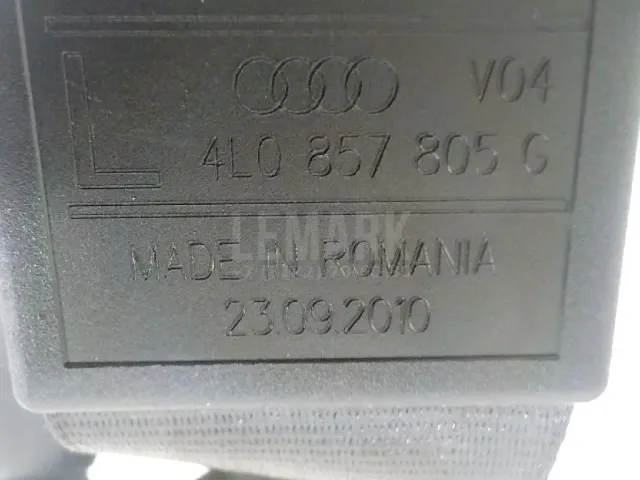 L V04
4L0 857 805 G
LEMARK
MADE IN ROMANIA
23.09.2010